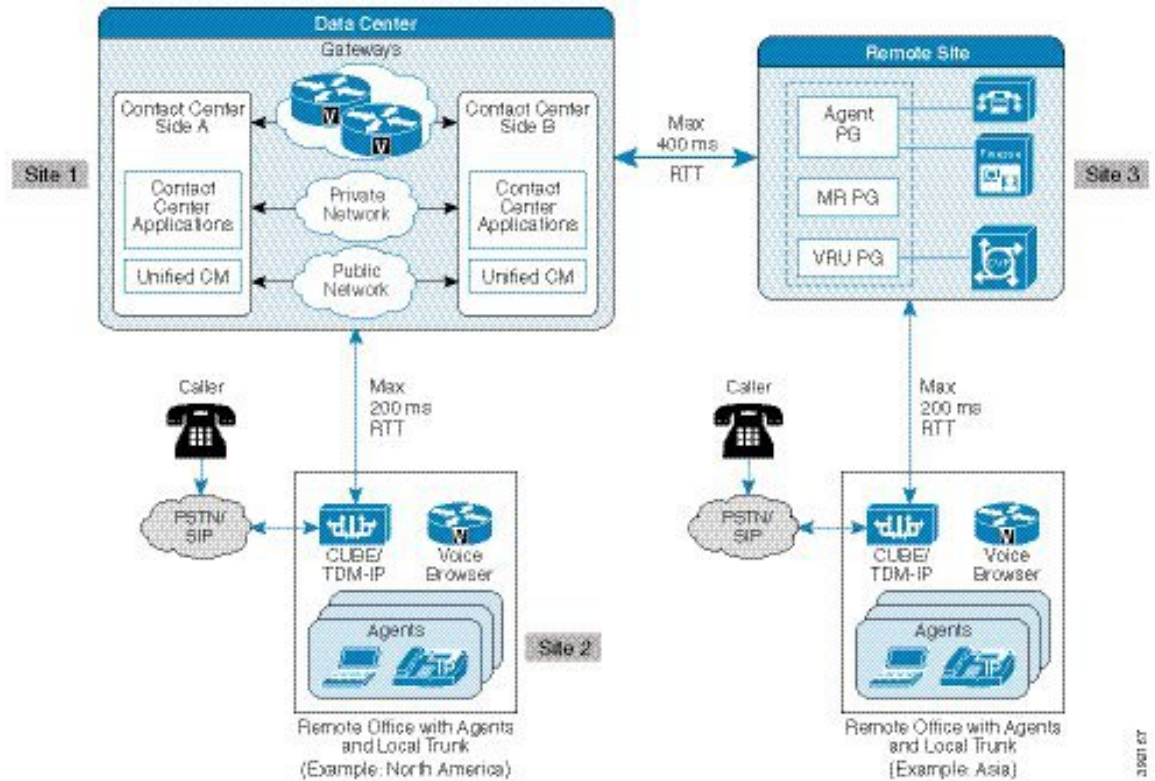 Data Center
Gateways
Contact Center
Side A
Contact Center
Side B
V
V
Contact
Center
Applications
Private
Network
Contact
Center
Applications
Unified CM
Public
Network
Unified CM
Site 1
Max
400 ms
RTT
Remote Site
Agent
PG
Finesse
MR PG
VRU PG
CVP
Site 3
Caller
Max
200 ms
RTT
PSTN/
SIP
CUBE/
TDM-IP
Voice
Browser
Agents
IP
Site 2
Remote Office with Agents
and Local Trunk
(Example: North America)
Caller
Max
200 ms
RTT
PSTN/
SIP
CUBE/
TDM-IP
Voice
Browser
Agents
IP
Remote Office with Agents
and Local Trunk
(Example: Asia)